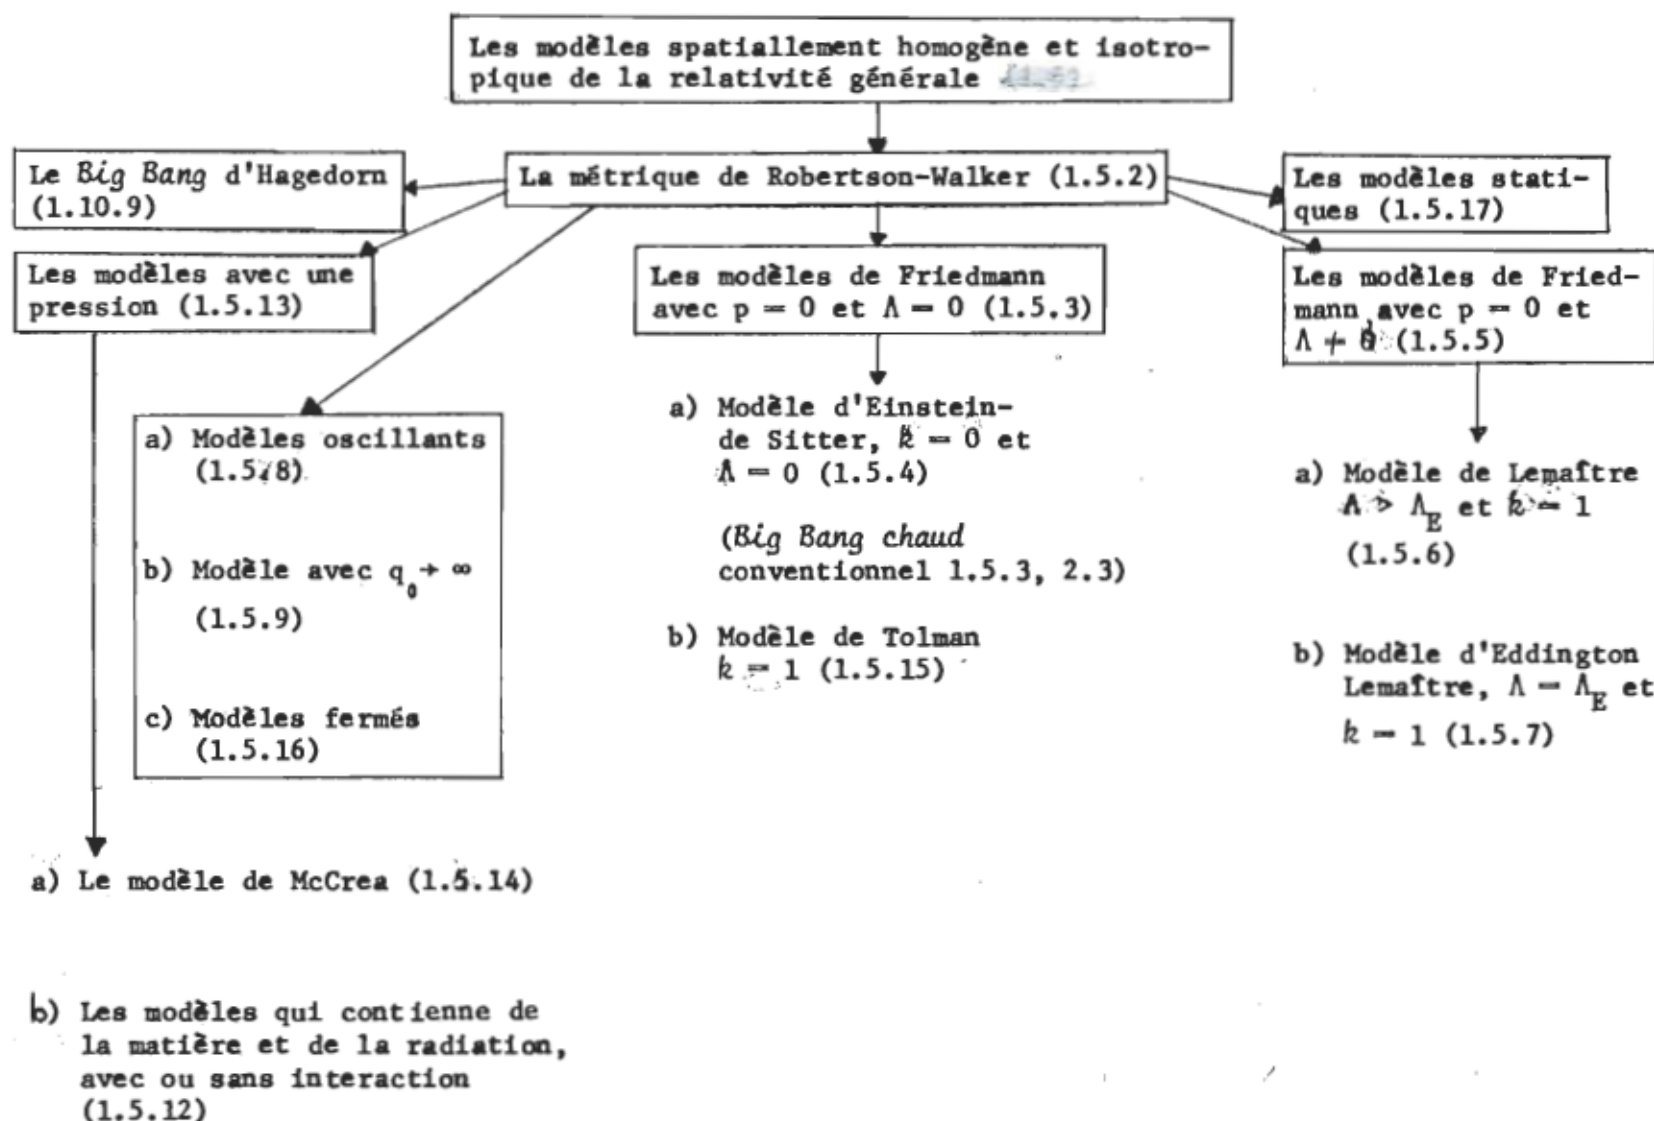 Les modèles spatiallement homogène et isotro-
pique de la relativité générale
Le Big Bang d'Hagedorn
(1.10.9)
La métrique de Robertson-Walker (1.5.2)
Les modèles stati-
ques (1.5.17)
Les modèles avec une
pression (1.5.13)
Les modèles de Friedmann
avec p = 0 et Λ = 0 (1.5.3)
Les modèles de Fried-
mann avec p = 0 et
Λ ≠ 0 (1.5.5)
a) Modèles oscillants
(1.5.8)
b) Modèle avec q₀ → ∞
(1.5.9)
c) Modèles fermés
(1.5.16)
a) Modèle d'Einstein-
de Sitter, k = 0 et
Λ = 0 (1.5.4)
(Big Bang chaud
conventionnel 1.5.3, 2.3)
b) Modèle de Tolman
k = 1 (1.5.15)
a) Modèle de Lemaître
Λ > Λ_E et k = 1
(1.5.6)
b) Modèle d'Eddington
Lemaître, Λ = Λ_E et
k = 1 (1.5.7)
a) Le modèle de McCrea (1.5.14)
b) Les modèles qui contienne de
la matière et de la radiation,
avec ou sans interaction
(1.5.12)